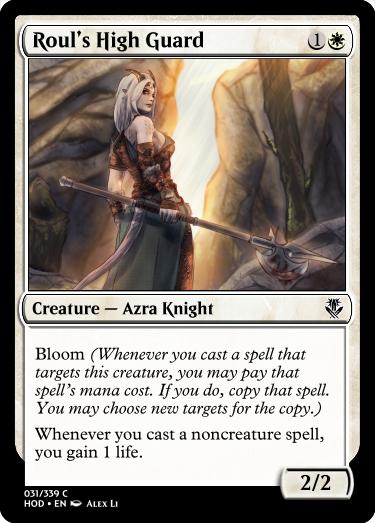 Roul's High Guard 1
Creature — Azra Knight
Bloom (Whenever you cast a spell that
targets this creature, you may pay that
spell's mana cost. If you do, copy that spell.
You may choose new targets for the copy.)
Whenever you cast a noncreature spell,
you gain 1 life.
2/2
031/339 C
HOD • EN Alex Li